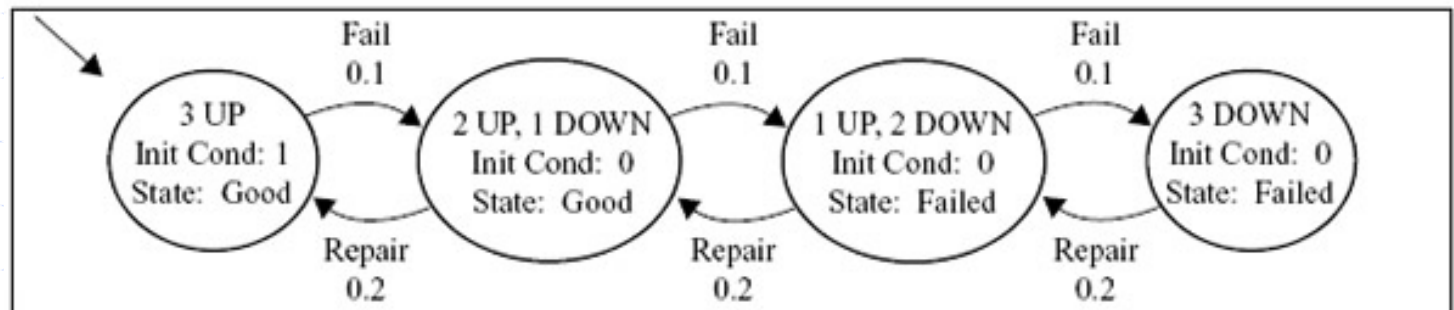 Fail
0.1
Fail
0.1
Fail
0.1
3 UP
Init Cond: 1
State: Good
2 UP, 1 DOWN
Init Cond: 0
State: Good
1 UP, 2 DOWN
Init Cond: 0
State: Failed
3 DOWN
Init Cond: 0
State: Failed
Repair
0.2
Repair
0.2
Repair
0.2